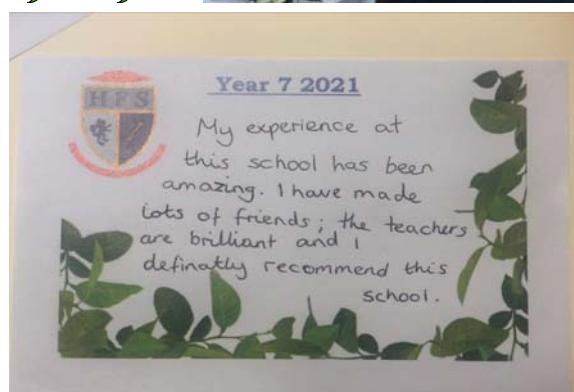 HFS
Year 7 2021
My experience at
this school has been
amazing. I have made
lots of friends; the teachers
are brilliant and I
definatly recommend this
school.